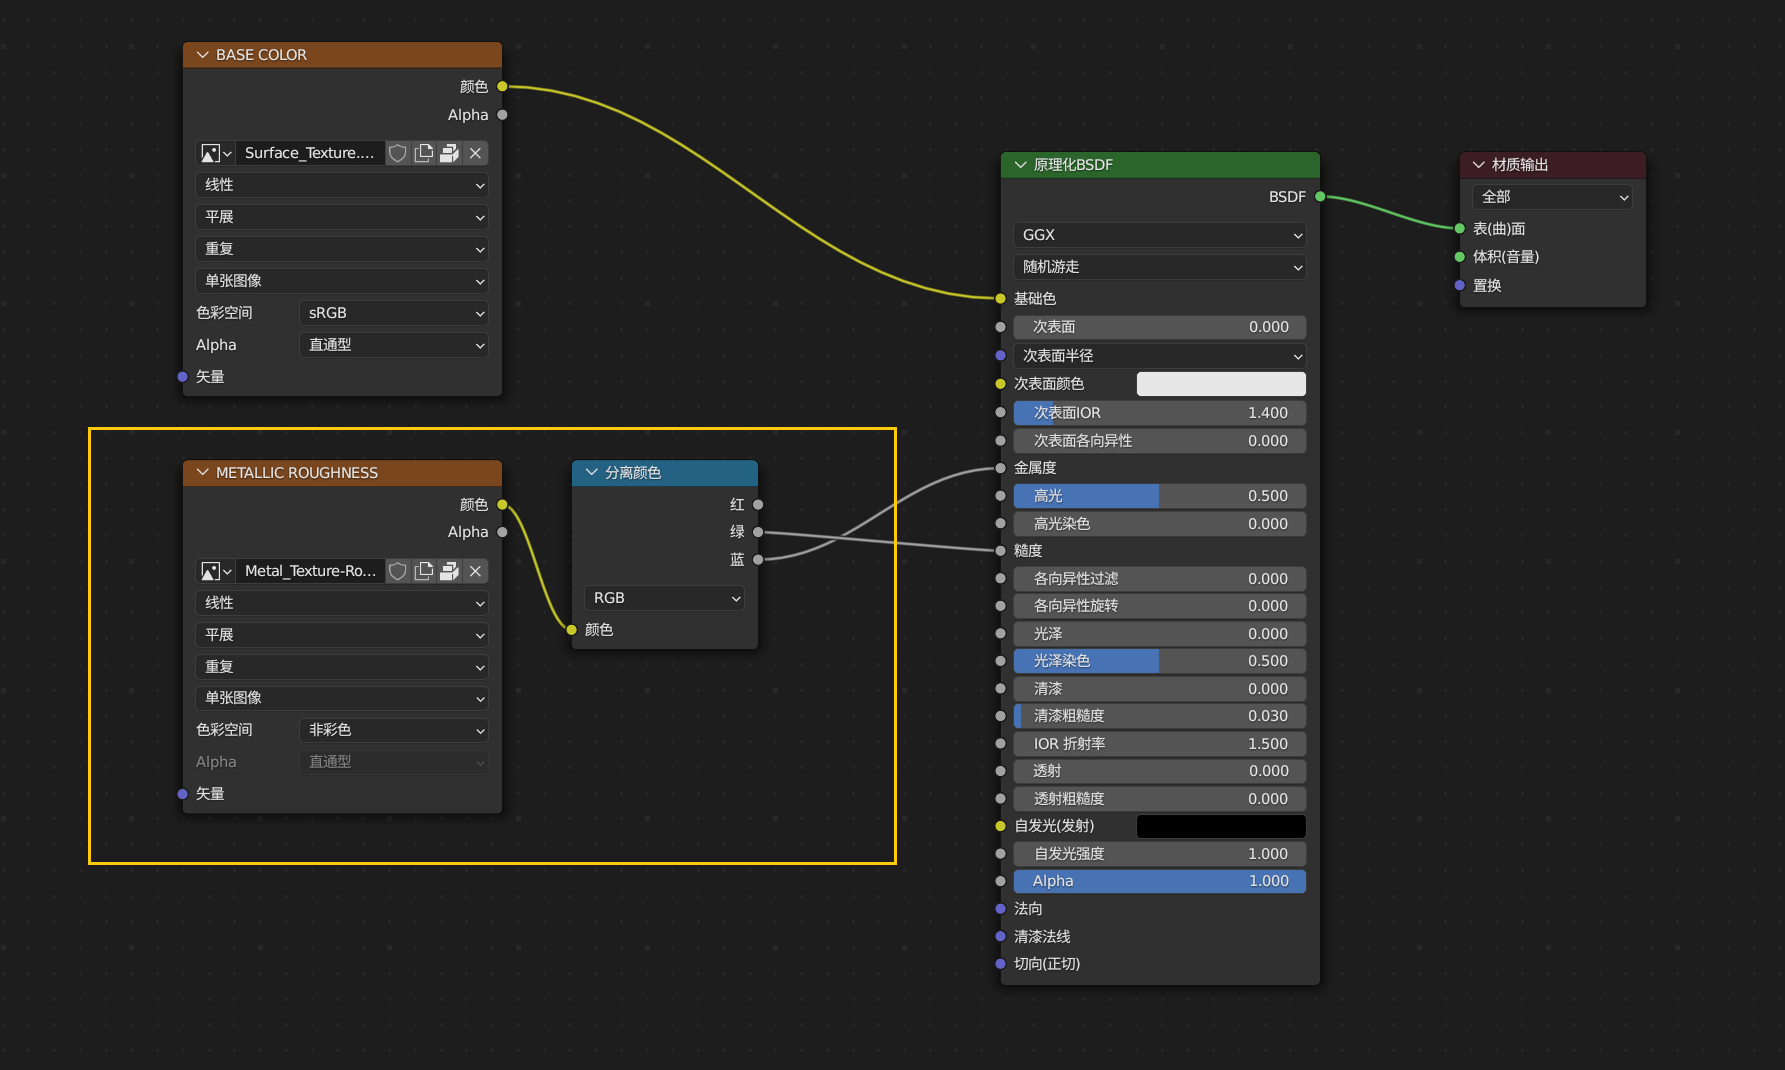 BASE COLOR
颜色
Alpha
Surface_Texture....
线性
平展
重复
单张图像
色彩空间 sRGB
Alpha 直通型
矢量
METALLIC ROUGHNESS
颜色
Alpha
Metal_Texture-Ro...
线性
平展
重复
单张图像
色彩空间 非彩色
Alpha 直通型
矢量
分离颜色
红
绿
蓝
RGB
颜色
原理化BSDF
BSDF
GGX
随机游走
基础色
次表面 0.000
次表面半径
次表面颜色
次表面IOR 1.400
次表面各向异性 0.000
金属度
高光 0.500
高光染色 0.000
糙度
各向异性过滤 0.000
各向异性旋转 0.000
光泽 0.000
光泽染色 0.500
清漆 0.000
清漆粗糙度 0.030
IOR 折射率 1.500
透射 0.000
透射粗糙度 0.000
自发光(发射)
自发光强度 1.000
Alpha 1.000
法向
清漆法线
切向(正切)
材质输出
全部
表(曲)面
体积(音量)
置换